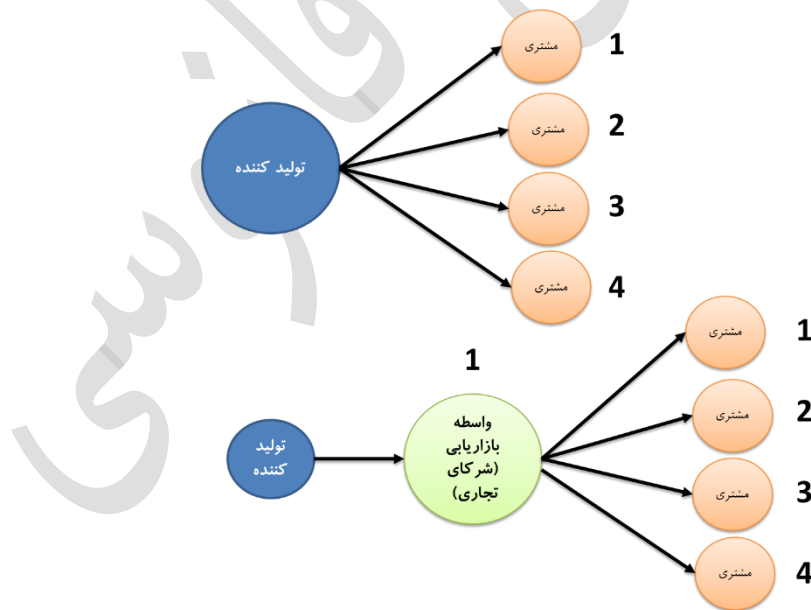 مشتری 1
مشتری 2
تولید کننده
مشتری 3
مشتری 4
مشتری 1
1
واسطه
بازاریابی
(شرکای
تجاری)
تولید
کننده
مشتری 2
مشتری 3
مشتری 4